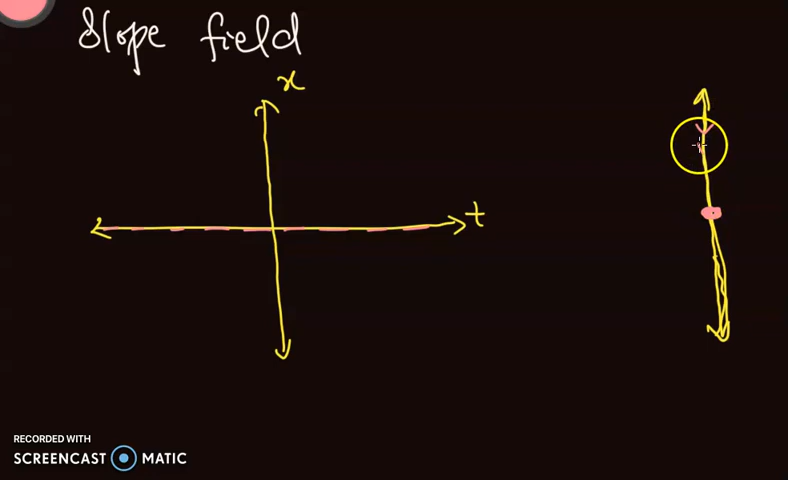 Slope field
x
t
RECORDED WITH
SCREENCAST MATIC